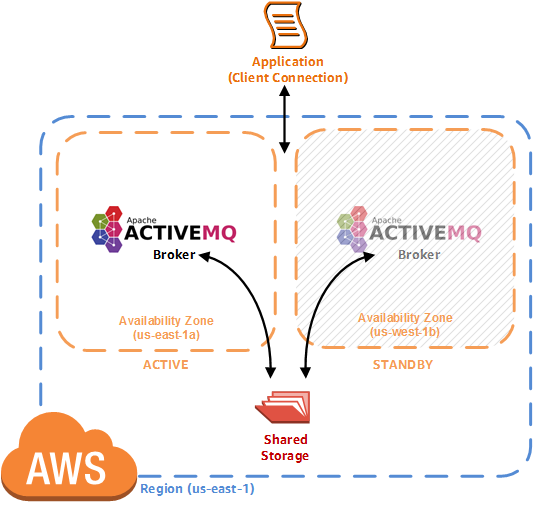 Application
(Client Connection)
Apache
ACTIVEMQ
Broker
Apache
ACTIVEMQ
Broker
Availability Zone
(us-east-1a)
Availability Zone
(us-west-1b)
ACTIVE
STANDBY
Shared
Storage
AWS
Region (us-east-1)